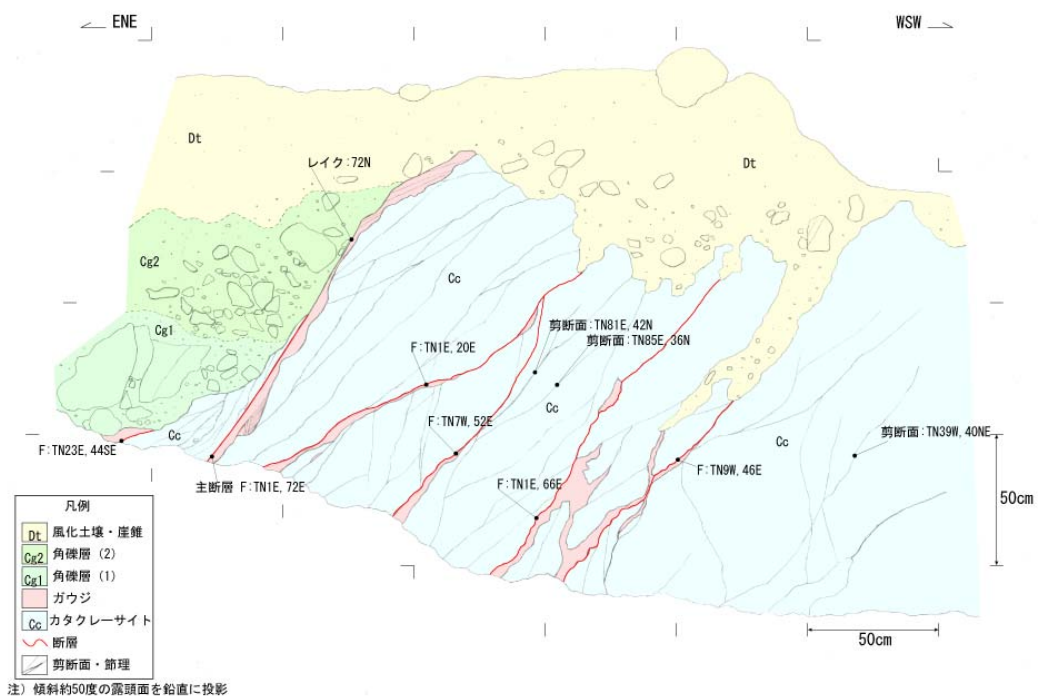 ENE
WSW
Dt
レイク:72N
Dt
Cg2
Cc
Cg1
剪断面:TN81E, 42N
剪断面:TN85E, 36N
F:TN1E, 20E
Cc
F:TN7W, 52E
Cc
Cc
剪断面:TN39W, 40NE
F:TN23E, 44SE
F:TN9W, 46E
主断層 F:TN1E, 72E
F:TN1E, 66E
50cm
凡例
Dt 風化土壌・崖錐
Cg2 角礫層 (2)
Cg1 角礫層 (1)
ガウジ
Cc カタクレーサイト
断層
剪断面・節理
50cm
注) 傾斜約50度の露頭面を鉛直に投影